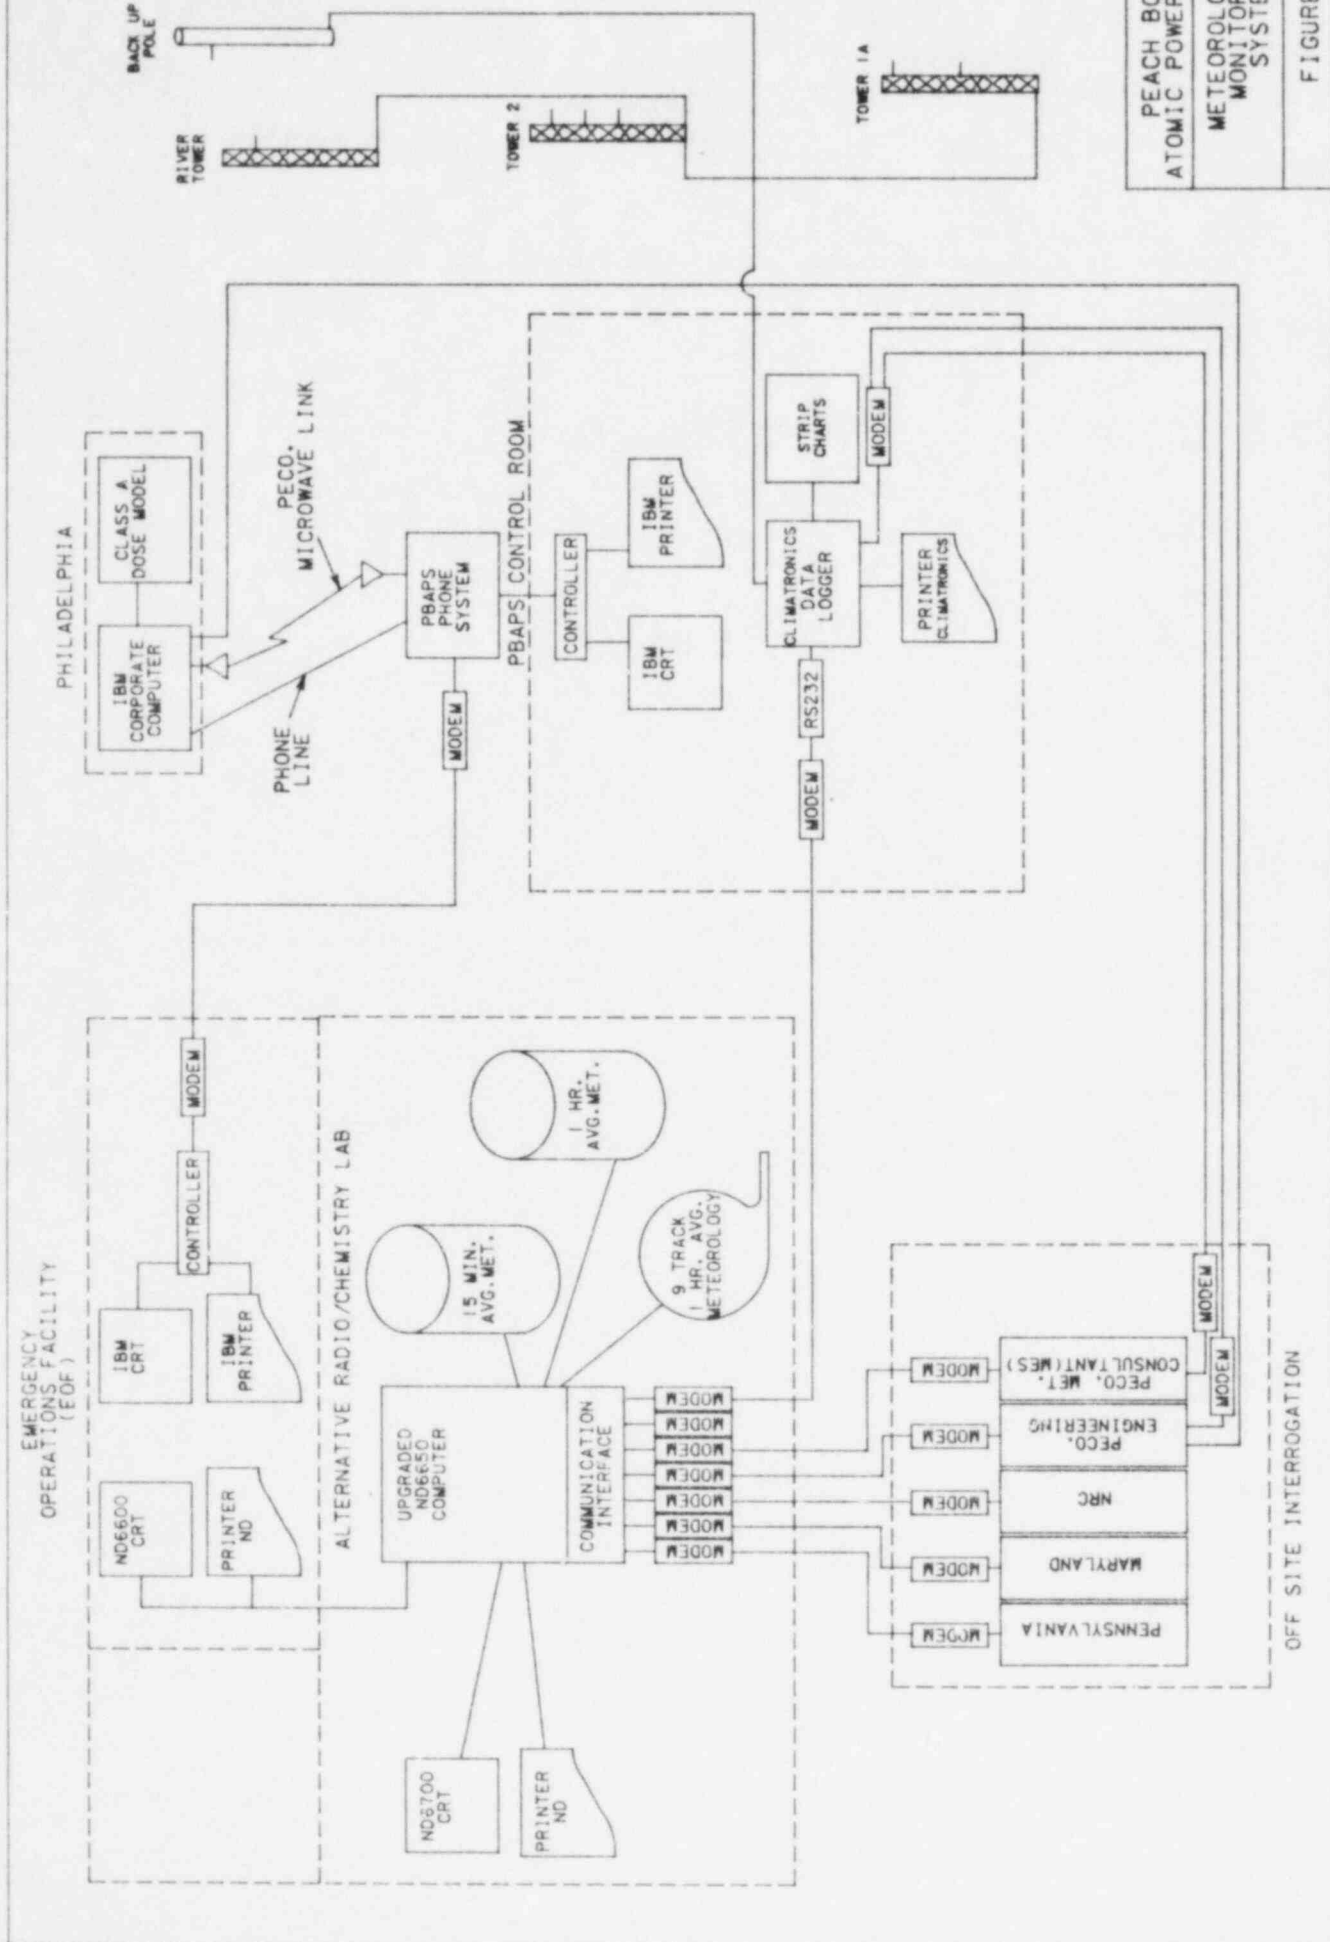 EMERGENCY
OPERATIONS FACILITY
(EOF)
ND6600
CRT
PRINTER
ND
IBM
CRT
IBM
PRINTER
CONTROLLER
MODEM
ALTERNATIVE RADIO/CHEMISTRY LAB
ND6700
CRT
PRINTER
ND
UPGRADED
ND6650
COMPUTER
COMMUNICATION
INTERFACE
15 MIN.
AVG.MET.
1 HR.
AVG.MET.
9 TRACK
1 HR. AVG.
METEOROLOGY
MODEM
MODEM
MODEM
MODEM
MODEM
MODEM
MODEM
MODEM
MODEM
MODEM
MODEM
MODEM
PENNSYLVANIA
MARYLAND
NRC
PECO.
ENGINEERING
PECO. MET.
CONSULTANT(MES)
MODEM
MODEM
OFF SITE INTERROGATION
PHILADELPHIA
IBM
CORPORATE
COMPUTER
CLASS A
DOSE MODEL
PHONE
LINE
PECO.
MICROWAVE LINK
MODEM
PBAPS
PHONE
SYSTEM
PBAPS CONTROL ROOM
CONTROLLER
IBM
CRT
IBM
PRINTER
MODEM
RS232
CLIMATRONICS
DATA
LOGGER
STRIP
CHARTS
MODEM
PRINTER
CLIMATRONICS
BACK UP
POLE
RIVER
TOWER
TOWER 2
TOWER 1A
PEACH BO
ATOMIC POWER
METEOROLO
MONITOR
SYSTE
FIGURE